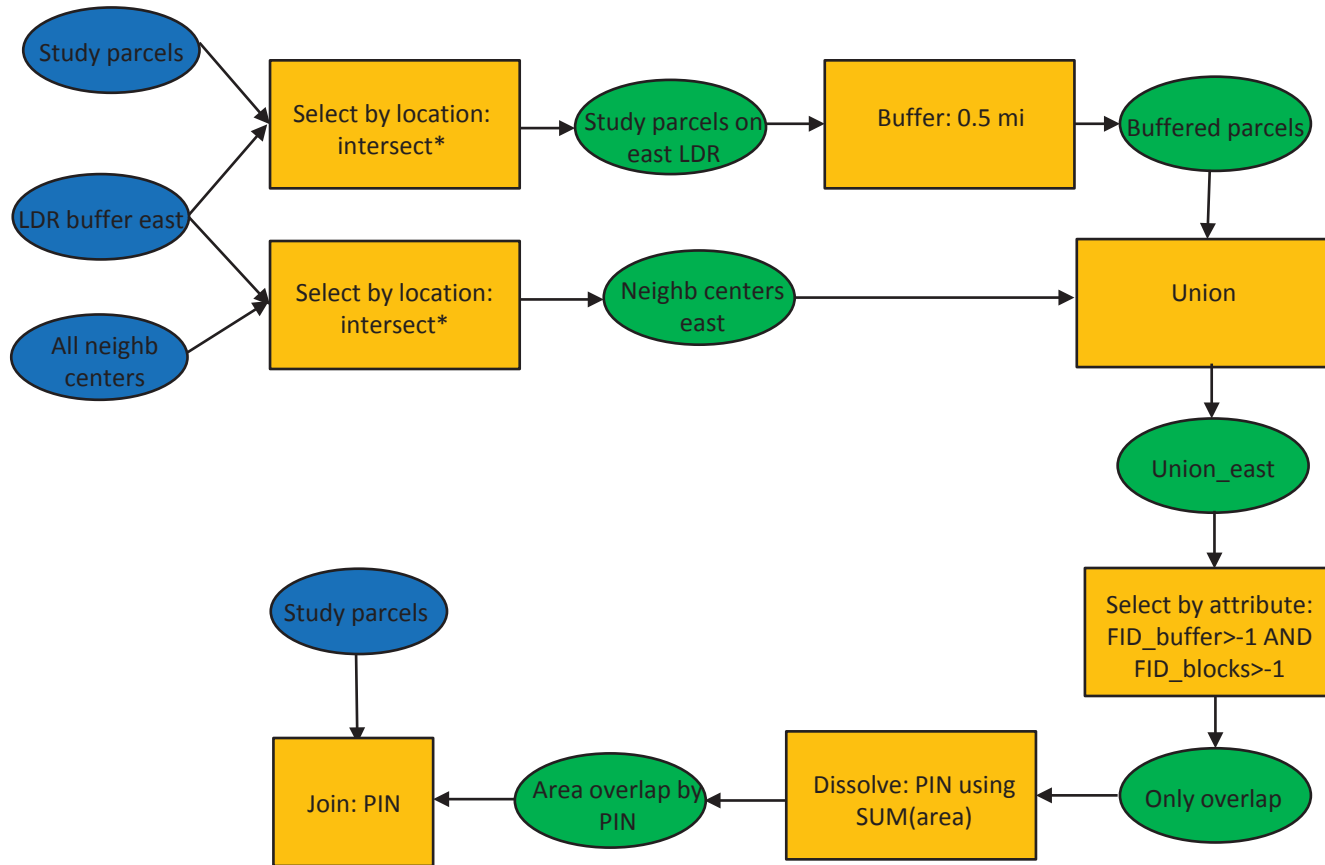 Study parcels
Select by location:
intersect*
Study parcels on
east LDR
Buffer: 0.5 mi
Buffered parcels
LDR buffer east
Select by location:
intersect*
Neighb centers
east
Union
All neighb
centers
Union_east
Study parcels
Select by attribute:
FID_buffer>-1 AND
FID_blocks>-1
Join: PIN
Area overlap by
PIN
Dissolve: PIN using
SUM(area)
Only overlap